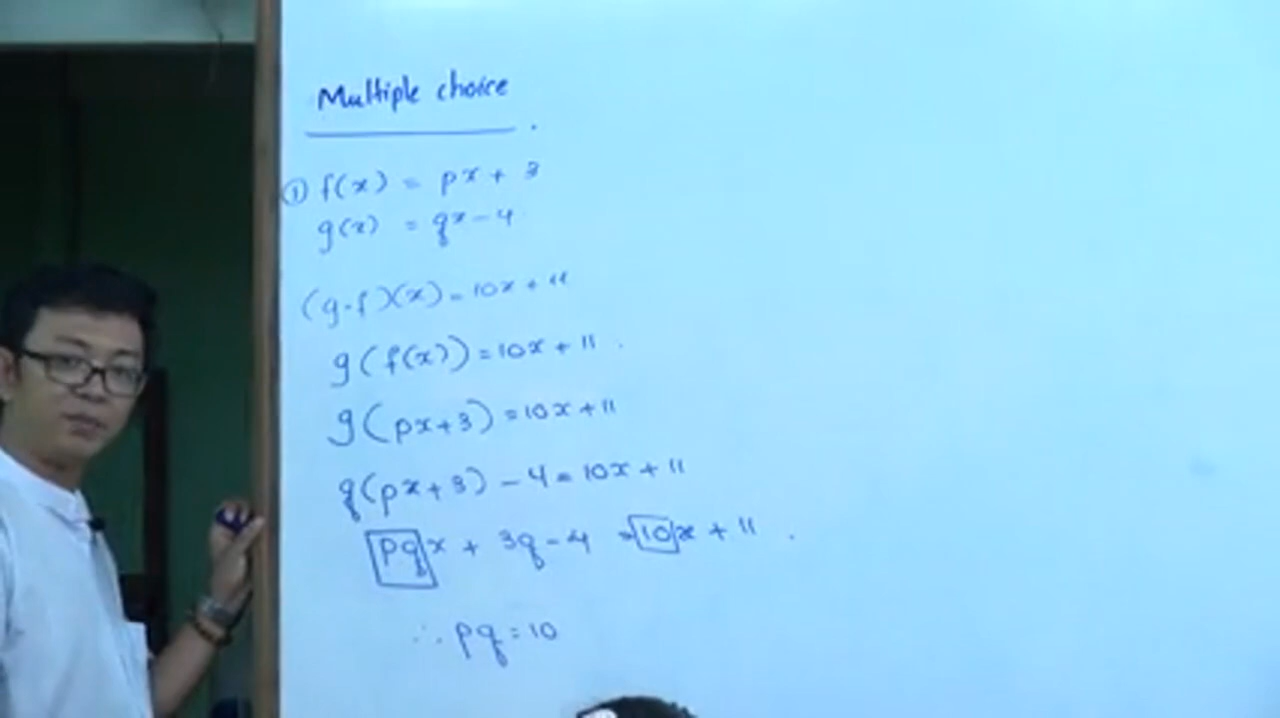 Multiple choice
① f(x) = px + 3
g(x) = qx - 4
(g∘f)(x) = 10x + 11
g(f(x)) = 10x + 11.
g(px+3) = 10x + 11
q(px+3) - 4 = 10x + 11
pqx + 3q - 4 = 10x + 11.
∴ pq = 10